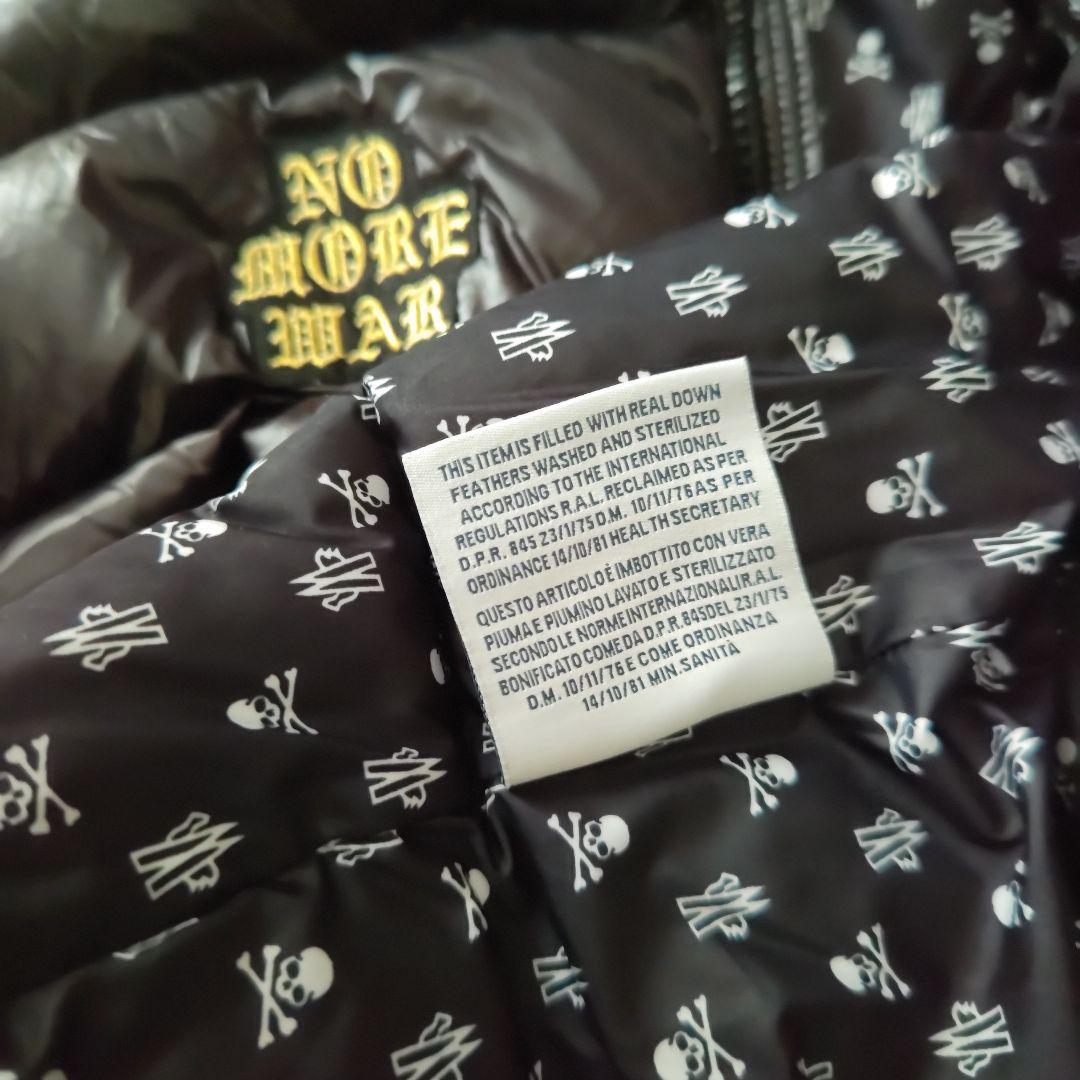 NO
MORE
WAR
THIS ITEM IS FILLED WITH REAL DOWN
FEATHERS WASHED AND STERILIZED
ACCORDING TO THE INTERNATIONAL
REGULATIONS R.A.L. RECLAIMED AS PER
D.P.R. 845 23/1/75 D.M. 10/11/76 AS PER
ORDINANCE 14/10/81 HEALTH SECRETARY
QUESTO ARTICOLO È IMBOTTITO CON VERA
PIUMA E PIUMINO LAVATO E STERILIZZATO
SECONDO LE NORME INTERNAZIONALI R.A.L.
BONIFICATO COME DA D.P.R. 845 DEL 23/1/75
D.M. 10/11/76 E COME ORDINANZA
14/10/81 MIN. SANITA